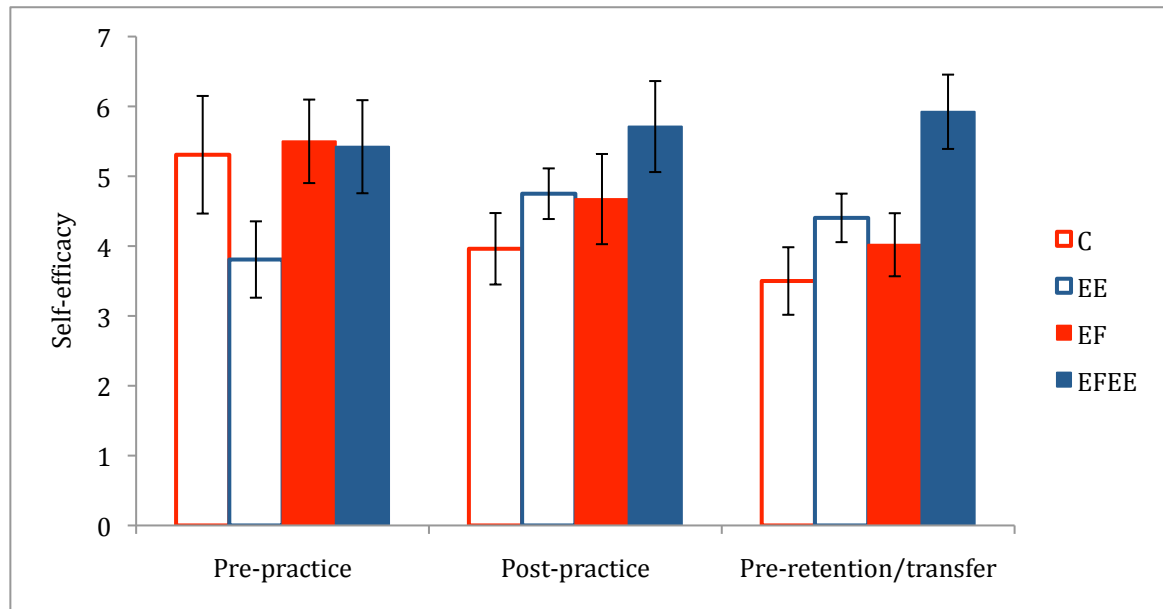 7
6
5
4
3
2
1
0
Self-efficacy
Pre-practice
Post-practice
Pre-retention/transfer
C
EE
EF
EFEE